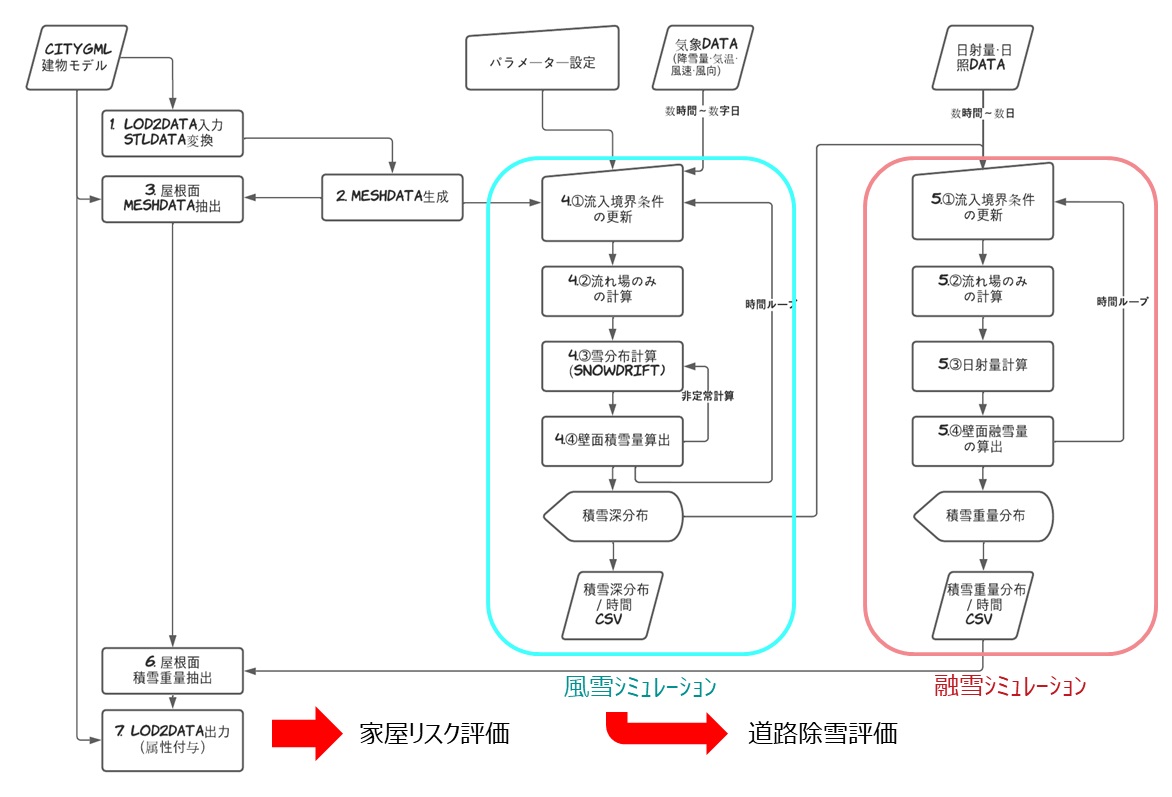 CITYGML
建物モデル
パラメーター設定
気象DATA
(降雪量・気温・
風速・風向)
日射量・日
照DATA
数時間～数字日
数時間～数日
1. LOD2DATA入力
STLDATA変換
2. MESHDATA生成
3. 屋根面
MESHDATA抽出
4.①流入境界条件
の更新
4.②流れ場のみ
の計算
時間ループ
4.③雪分布計算
(SNOWDRIFT)
非定常計算
4.④壁面積雪量算出
積雪深分布
積雪深分布
/ 時間
CSV
風雪シミュレーション
5.①流入境界条件
の更新
5.②流れ場のみ
の計算
時間ループ
5.③日射量計算
5.④壁面融雪量
の算出
積雪重量分布
積雪重量分布
/ 時間
CSV
融雪シミュレーション
6. 屋根面
積雪重量抽出
7. LOD2DATA出力
(属性付与)
家屋リスク評価
道路除雪評価